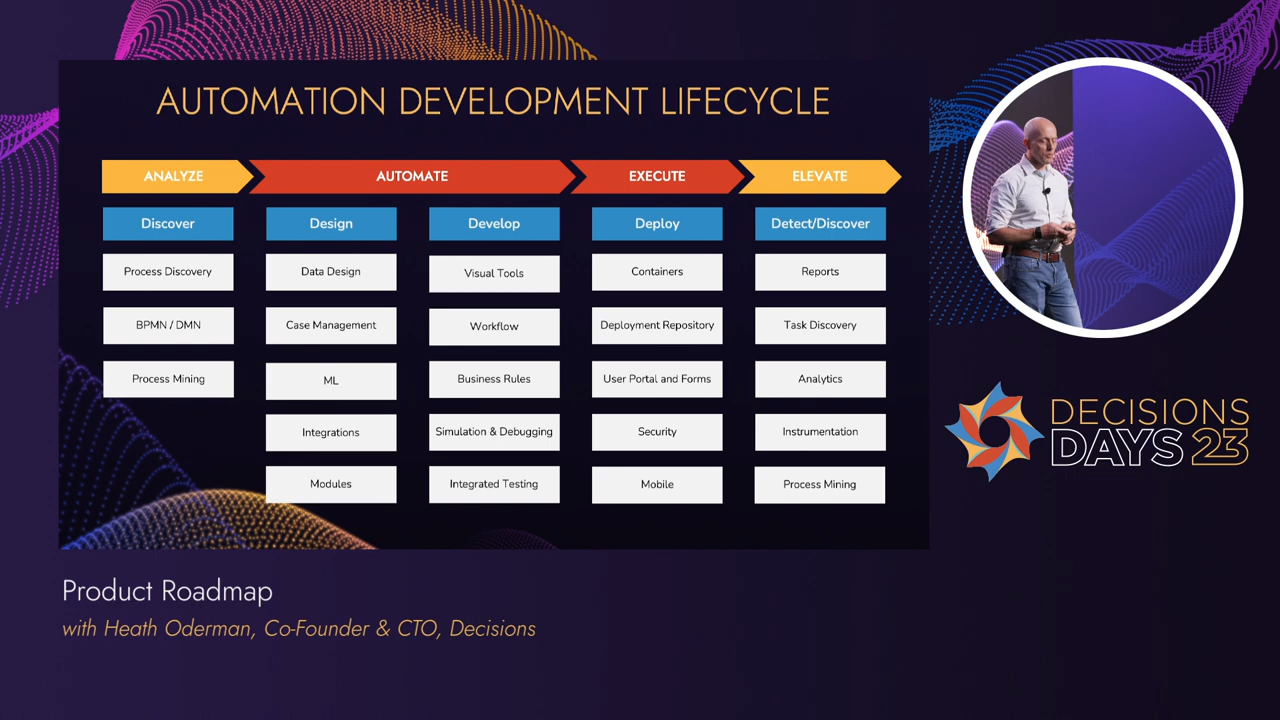 AUTOMATION DEVELOPMENT LIFECYCLE
ANALYZE
AUTOMATE
EXECUTE
ELEVATE
Discover
Design
Develop
Deploy
Detect/Discover
Process Discovery
Data Design
Visual Tools
Containers
Reports
BPMN / DMN
Case Management
Workflow
Deployment Repository
Task Discovery
Process Mining
ML
Business Rules
User Portal and Forms
Analytics
Integrations
Simulation & Debugging
Security
Instrumentation
Modules
Integrated Testing
Mobile
Process Mining
DECISIONS
DAYS 23
Product Roadmap
with Heath Oderman, Co-Founder & CTO, Decisions